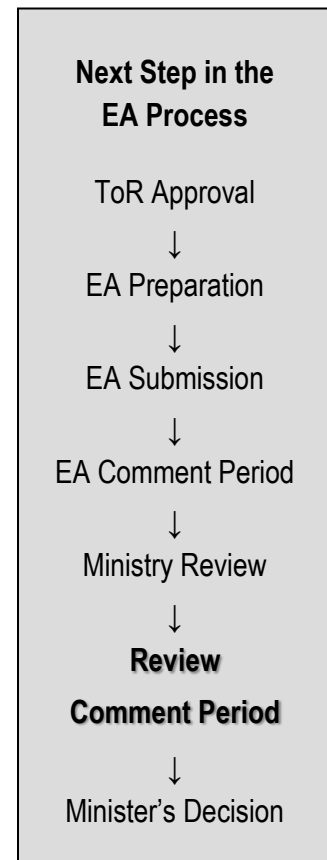 Next Step in the
EA Process
ToR Approval
↓
EA Preparation
↓
EA Submission
↓
EA Comment Period
↓
Ministry Review
↓
Review
Comment Period
↓
Minister’s Decision